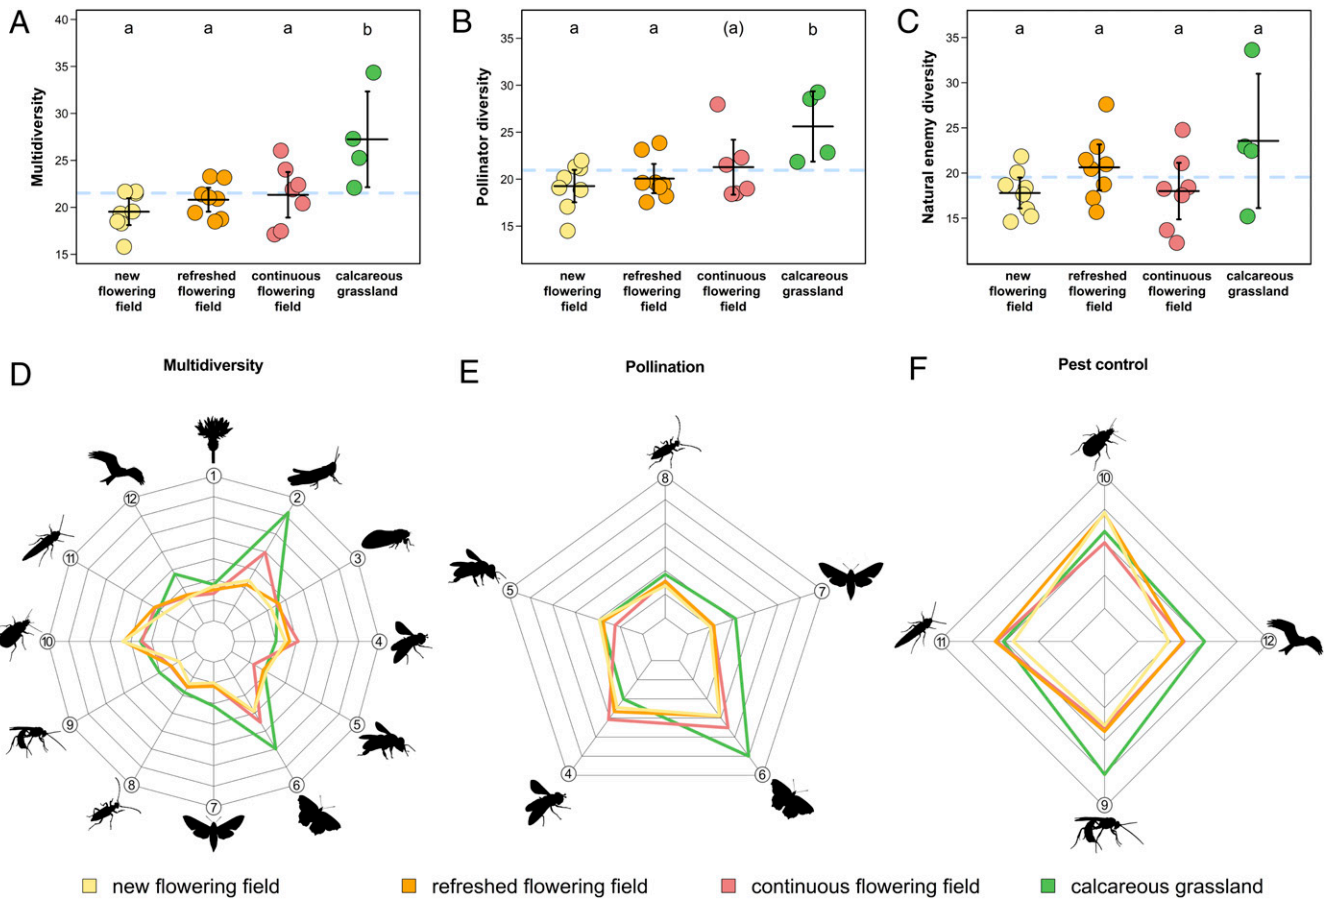 A
Multidiversity
40
35
30
25
20
15
a
a
a
b
new
flowering
field
refreshed
flowering
field
continuous
flowering
field
calcareous
grassland
B
Pollinator diversity
35
30
25
20
15
a
a
(a)
b
new
flowering
field
refreshed
flowering
field
continuous
flowering
field
calcareous
grassland
C
Natural enemy diversity
35
30
25
20
15
a
a
a
a
new
flowering
field
refreshed
flowering
field
continuous
flowering
field
calcareous
grassland
D
Multidiversity
1
2
3
4
5
6
7
8
9
10
11
12
E
Pollination
8
7
6
4
5
F
Pest control
10
12
9
11
new flowering field
refreshed flowering field
continuous flowering field
calcareous grassland